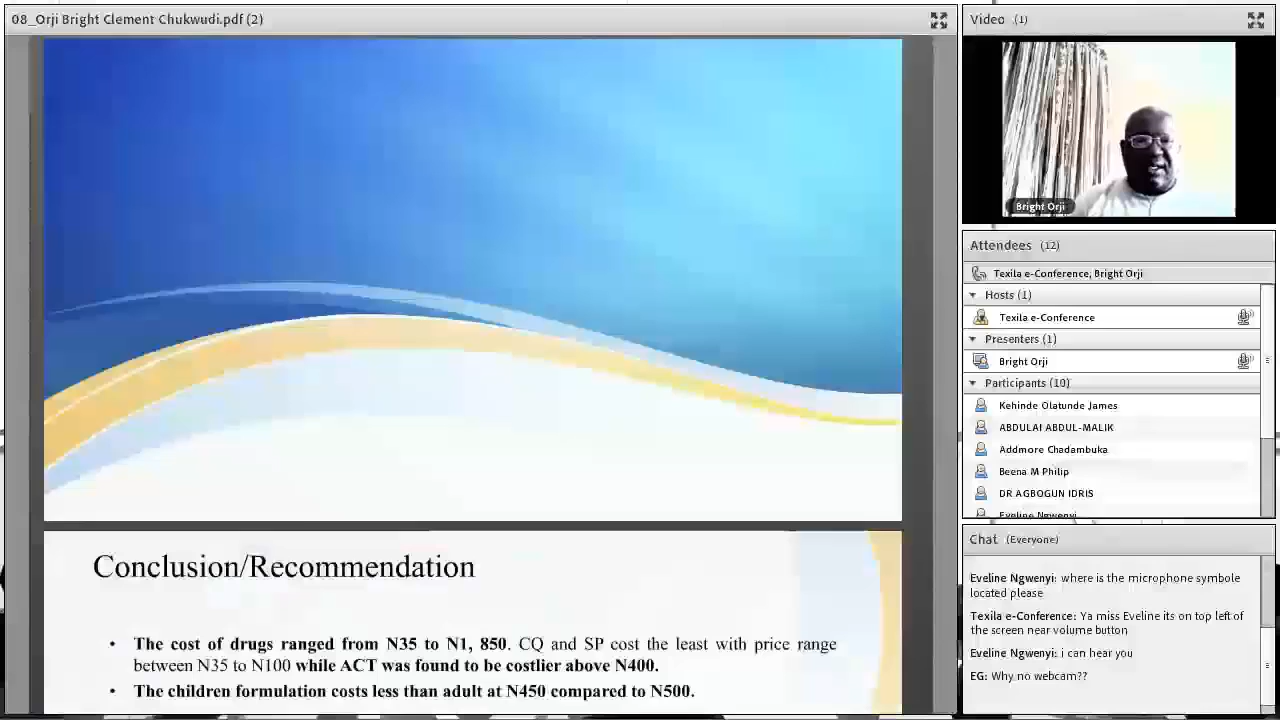 08_Orji Bright Clement Chukwudi.pdf (2)
Conclusion/Recommendation
• The cost of drugs ranged from N35 to N1, 850. CQ and SP cost the least with price range
between N35 to N100 while ACT was found to be costlier above N400.
• The children formulation costs less than adult at N450 compared to N500.
Video (1)
Bright Orji
Attendees (12)
Texila e-Conference, Bright Orji
Hosts (1)
Texila e-Conference
Presenters (1)
Bright Orji
Participants (10)
Kehinde Olatunde James
ABDULAI ABDUL-MALIK
Addmore Chadambuka
Beena M Philip
DR AGBOGUN IDRIS
Eveline Ngwenyi
Chat (Everyone)
Eveline Ngwenyi: where is the microphone symbole
located please
Texila e-Conference: Ya miss Eveline its on top left of
the screen near volume button
Eveline Ngwenyi: i can hear you
EG: Why no webcam??